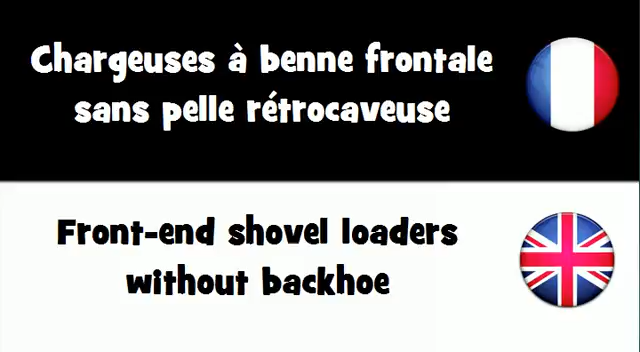 Chargeuses à benne frontale
sans pelle rétrocaveuse
Front-end shovel loaders
without backhoe